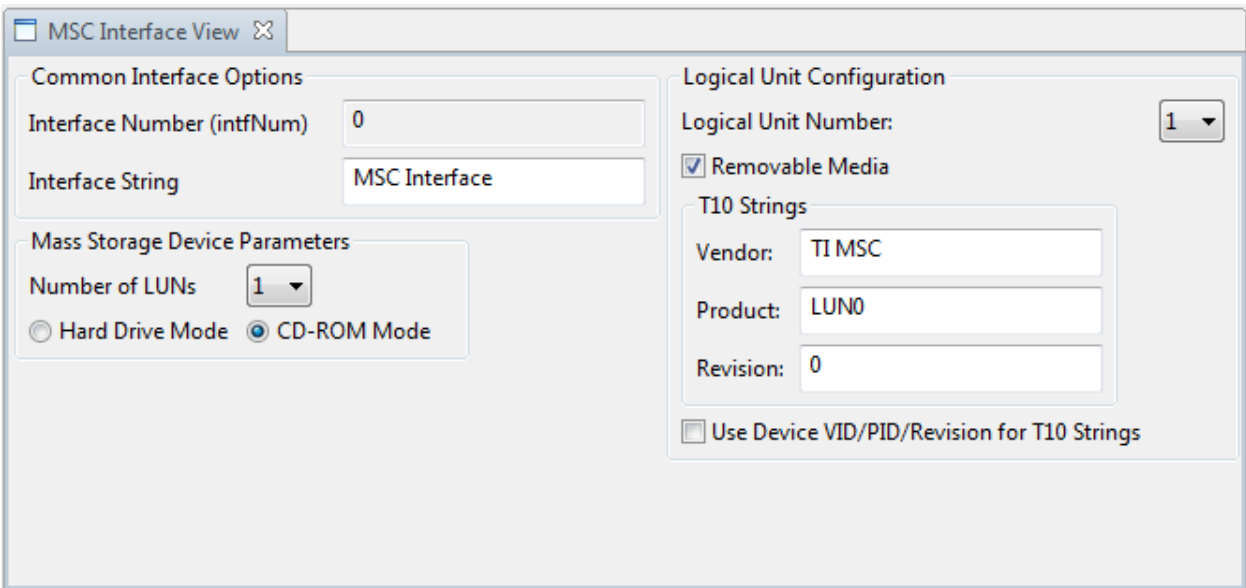 MSC Interface View
Common Interface Options
Interface Number (intfNum) 0
Interface String MSC Interface
Mass Storage Device Parameters
Number of LUNs 1
Hard Drive Mode CD-ROM Mode
Logical Unit Configuration
Logical Unit Number: 1
Removable Media
T10 Strings
Vendor: TI MSC
Product: LUN0
Revision: 0
Use Device VID/PID/Revision for T10 Strings